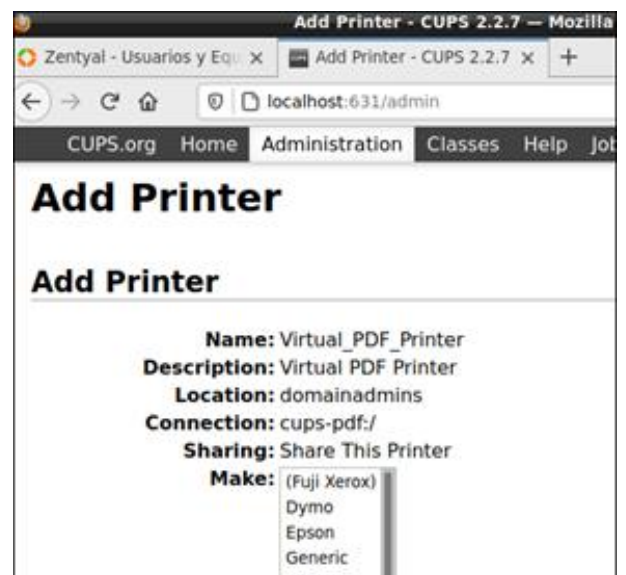 Add Printer - CUPS 2.2.7 — Mozilla
Zentyal - Usuarios y Equ × Add Printer - CUPS 2.2.7 × +
localhost:631/admin
CUPS.org Home Administration Classes Help Job
Add Printer
Add Printer
Name: Virtual_PDF_Printer
Description: Virtual PDF Printer
Location: domainadmins
Connection: cups-pdf:/
Sharing: Share This Printer
Make: (Fuji Xerox)
Dymo
Epson
Generic